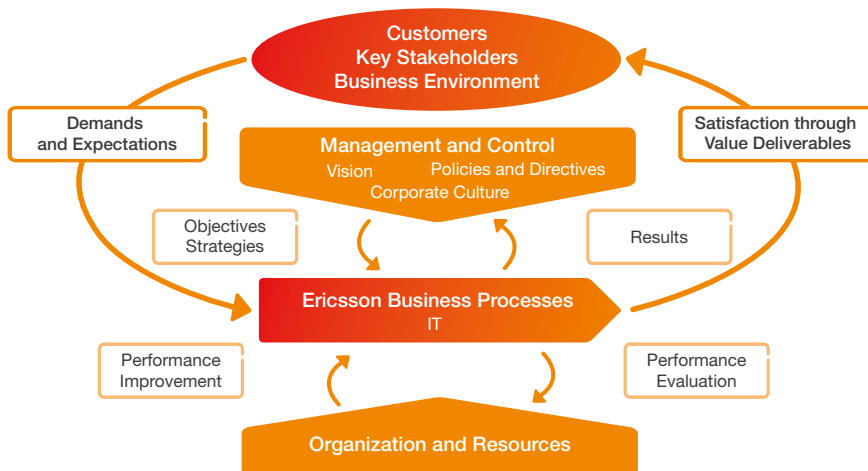 Customers
Key Stakeholders
Business Environment
Demands
and Expectations
Satisfaction through
Value Deliverables
Management and Control
Vision
Policies and Directives
Corporate Culture
Objectives
Strategies
Results
Ericsson Business Processes
IT
Performance
Improvement
Performance
Evaluation
Organization and Resources